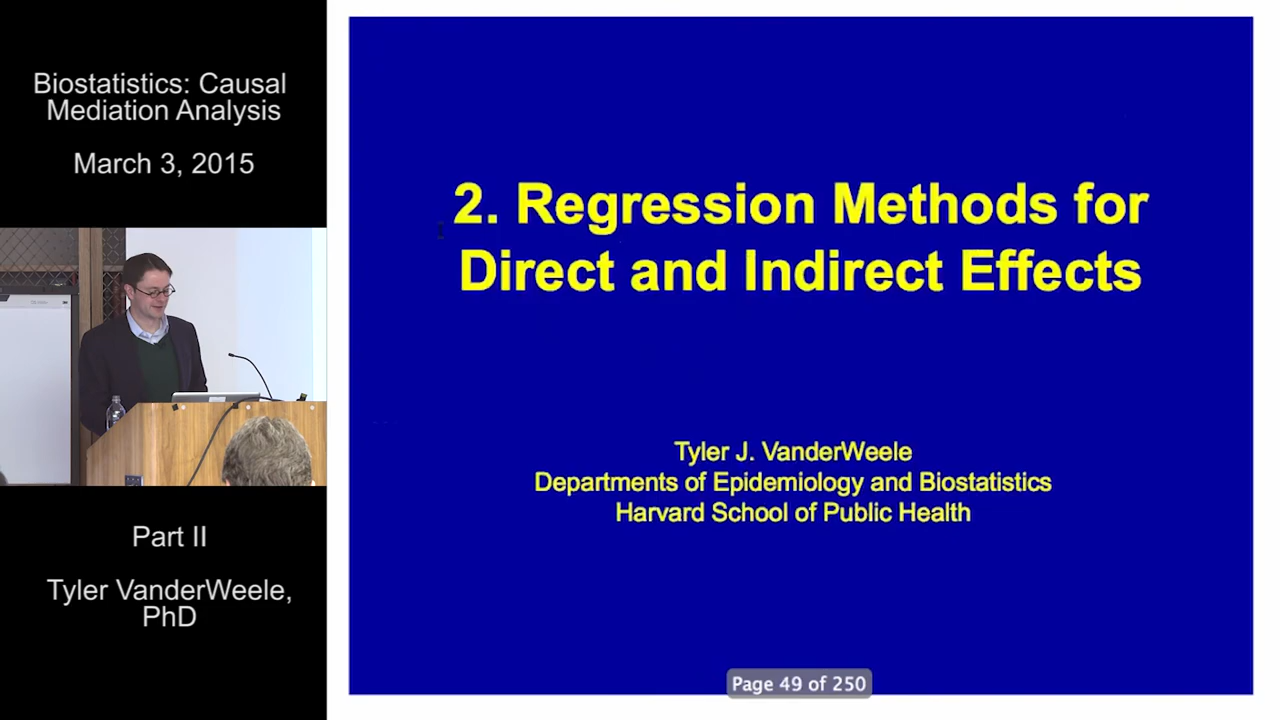 Biostatistics: Causal
Mediation Analysis
March 3, 2015
Part II
Tyler VanderWeele,
PhD
2. Regression Methods for
Direct and Indirect Effects
Tyler J. VanderWeele
Departments of Epidemiology and Biostatistics
Harvard School of Public Health
Page 49 of 250